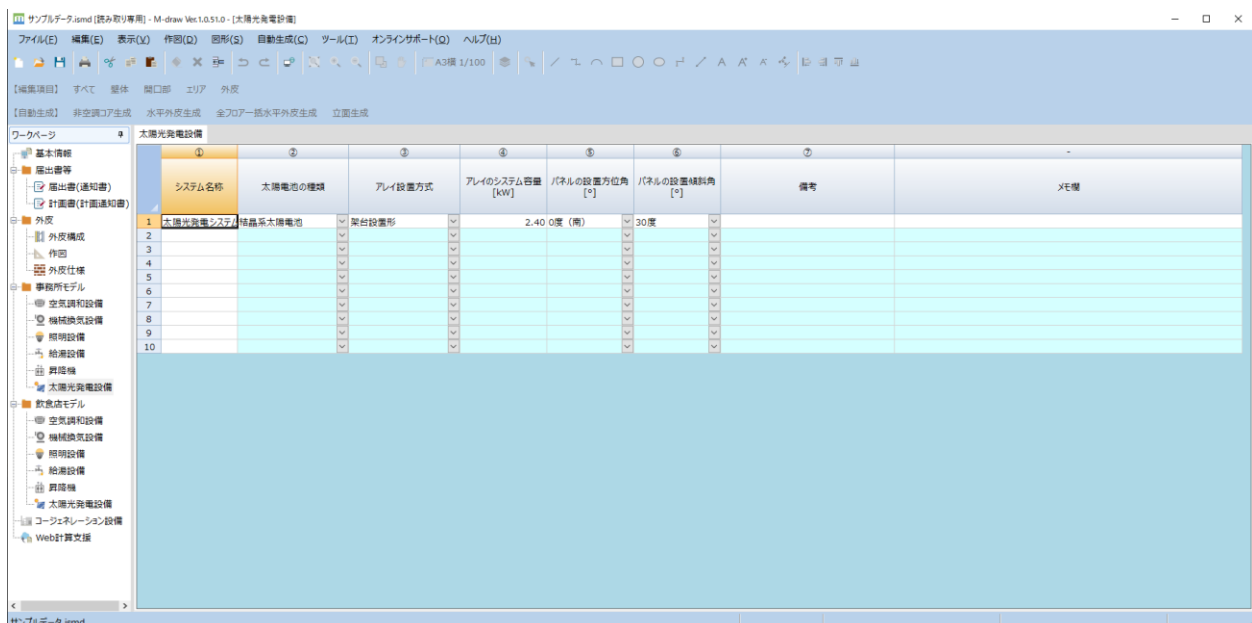 サンプルデータ.ismd [読み取り専用] - M-draw Ver.1.0.51.0 - [太陽光発電設備]
ファイル(F) 編集(E) 表示(V) 作図(D) 図形(S) 自動生成(C) ツール(T) オンラインサポート(O) ヘルプ(H)
A3横 1/100
【編集項目】 すべて 躯体 開口部 エリア 外皮
【自動生成】 非空調コア生成 水平外皮生成 全フロア一括水平外皮生成 立面生成
ワークページ
太陽光発電設備
基本情報
届出書等
届出書(通知書)
計画書(計画通知書)
外皮
外皮構成
作図
外皮仕様
事務所モデル
空気調和設備
機械換気設備
照明設備
給湯設備
昇降機
太陽光発電設備
飲食店モデル
空気調和設備
機械換気設備
照明設備
給湯設備
昇降機
太陽光発電設備
コージェネレーション設備
Web計算支援
① ② ③ ④ ⑤ ⑥ ⑦ -
システム名称 太陽電池の種類 アレイ設置方式 アレイのシステム容量 [kW] パネルの設置方位角 [°] パネルの設置傾斜角 [°] 備考 メモ欄
1 太陽光発電システム 結晶系太陽電池 架台設置形 2.40 0度（南） 30度
2
3
4
5
6
7
8
9
10
サンプルデータ.ismd